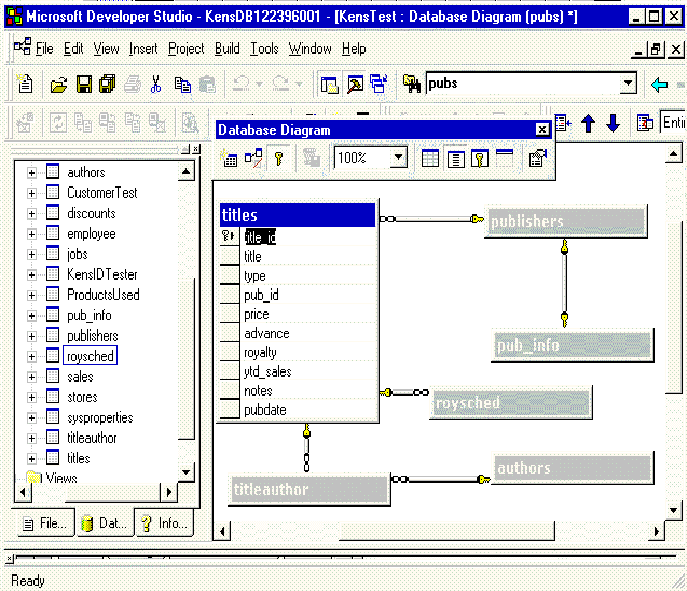 Microsoft Developer Studio - KensDB122396001 - [KensTest : Database Diagram (pubs) *]
File Edit View Insert Project Build Tools Window Help
pubs
Enti
Database Diagram
100%
authors
CustomerTest
discounts
employee
jobs
KensIDTester
ProductsUsed
pub_info
publishers
roysched
sales
stores
sysproperties
titleauthor
titles
Views
File... Dat... Info...
titles
title_id
title
type
pub_id
price
advance
royalty
ytd_sales
notes
pubdate
publishers
pub_info
roysched
authors
titleauthor
Ready